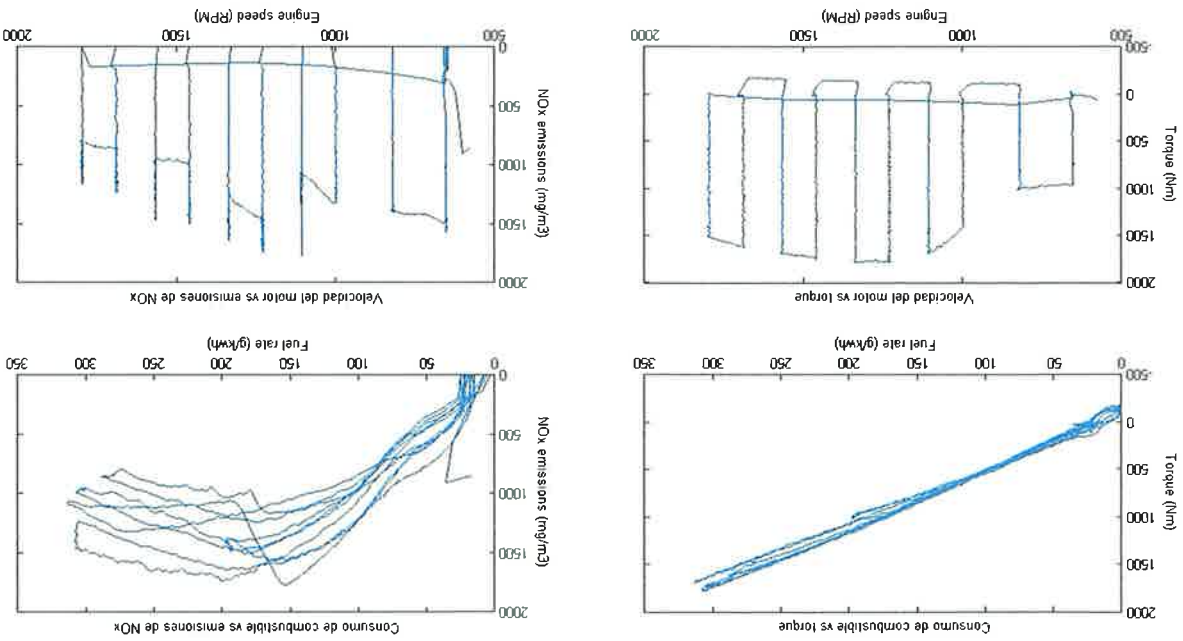 Consumo de combustible vs torque
2000
1500
1000
500
0
-500
Torque (Nm)
0 50 100 150 200 250 300 350
Fuel rate (g/kwh)
Consumo de combustible vs emisiones de NOx
2000
1500
1000
500
0
NOx emissions (mg/m3)
0 50 100 150 200 250 300 350
Fuel rate (g/kwh)
Velocidad del motor vs torque
2000
1500
1000
500
0
-500
Torque (Nm)
500 1000 1500 2000
Engine speed (RPM)
Velocidad del motor vs emisiones de NOx
2000
1500
1000
500
0
NOx emissions (mg/m3)
500 1000 1500 2000
Engine speed (RPM)